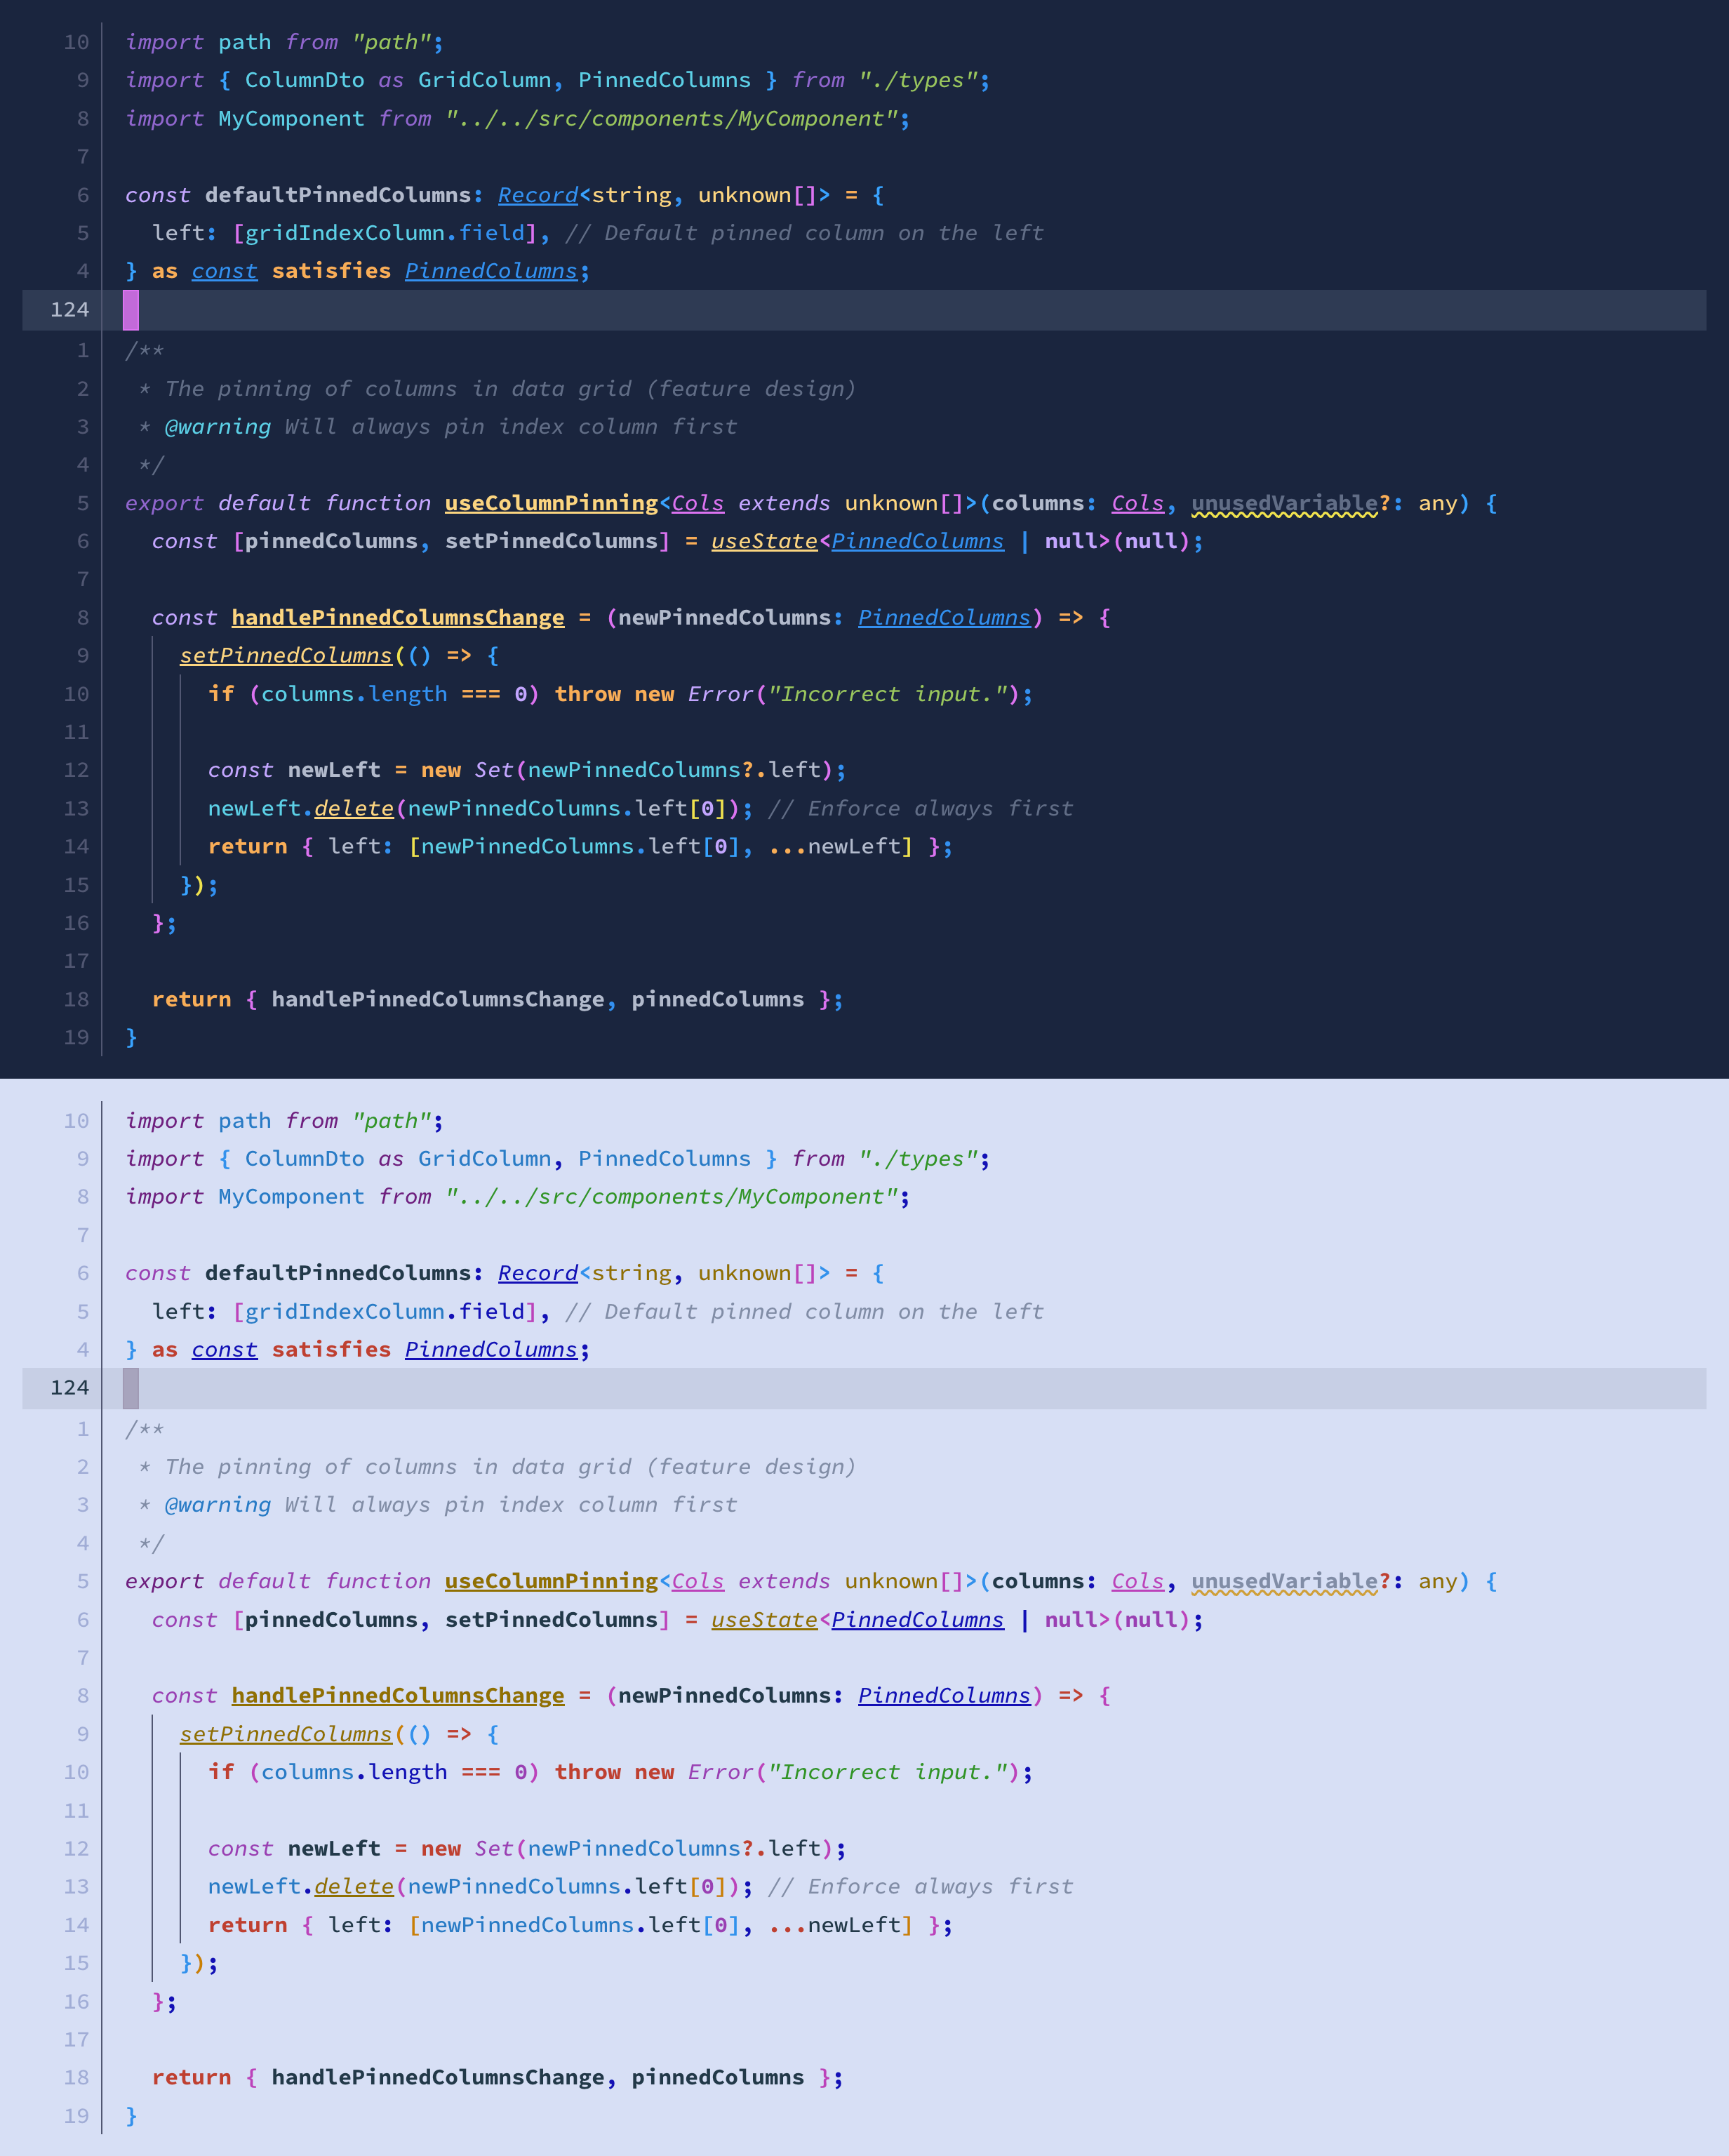 10 import path from "path";
9 import { ColumnDto as GridColumn, PinnedColumns } from "./types";
8 import MyComponent from "../../src/components/MyComponent";
7
6 const defaultPinnedColumns: Record<string, unknown[]> = {
5   left: [gridIndexColumn.field], // Default pinned column on the left
4 } as const satisfies PinnedColumns;
124
1 /**
2  * The pinning of columns in data grid (feature design)
3  * @warning Will always pin index column first
4  */
5 export default function useColumnPinning<Cols extends unknown[]>(columns: Cols, unusedVariable?: any) {
6   const [pinnedColumns, setPinnedColumns] = useState<PinnedColumns | null>(null);
7
8   const handlePinnedColumnsChange = (newPinnedColumns: PinnedColumns) => {
9     setPinnedColumns(() => {
10       if (columns.length === 0) throw new Error("Incorrect input.");
11
12       const newLeft = new Set(newPinnedColumns?.left);
13       newLeft.delete(newPinnedColumns.left[0]); // Enforce always first
14       return { left: [newPinnedColumns.left[0], ...newLeft] };
15     });
16   };
17
18   return { handlePinnedColumnsChange, pinnedColumns };
19 }
10 import path from "path";
9 import { ColumnDto as GridColumn, PinnedColumns } from "./types";
8 import MyComponent from "../../src/components/MyComponent";
7
6 const defaultPinnedColumns: Record<string, unknown[]> = {
5   left: [gridIndexColumn.field], // Default pinned column on the left
4 } as const satisfies PinnedColumns;
124
1 /**
2  * The pinning of columns in data grid (feature design)
3  * @warning Will always pin index column first
4  */
5 export default function useColumnPinning<Cols extends unknown[]>(columns: Cols, unusedVariable?: any) {
6   const [pinnedColumns, setPinnedColumns] = useState<PinnedColumns | null>(null);
7
8   const handlePinnedColumnsChange = (newPinnedColumns: PinnedColumns) => {
9     setPinnedColumns(() => {
10       if (columns.length === 0) throw new Error("Incorrect input.");
11
12       const newLeft = new Set(newPinnedColumns?.left);
13       newLeft.delete(newPinnedColumns.left[0]); // Enforce always first
14       return { left: [newPinnedColumns.left[0], ...newLeft] };
15     });
16   };
17
18   return { handlePinnedColumnsChange, pinnedColumns };
19 }